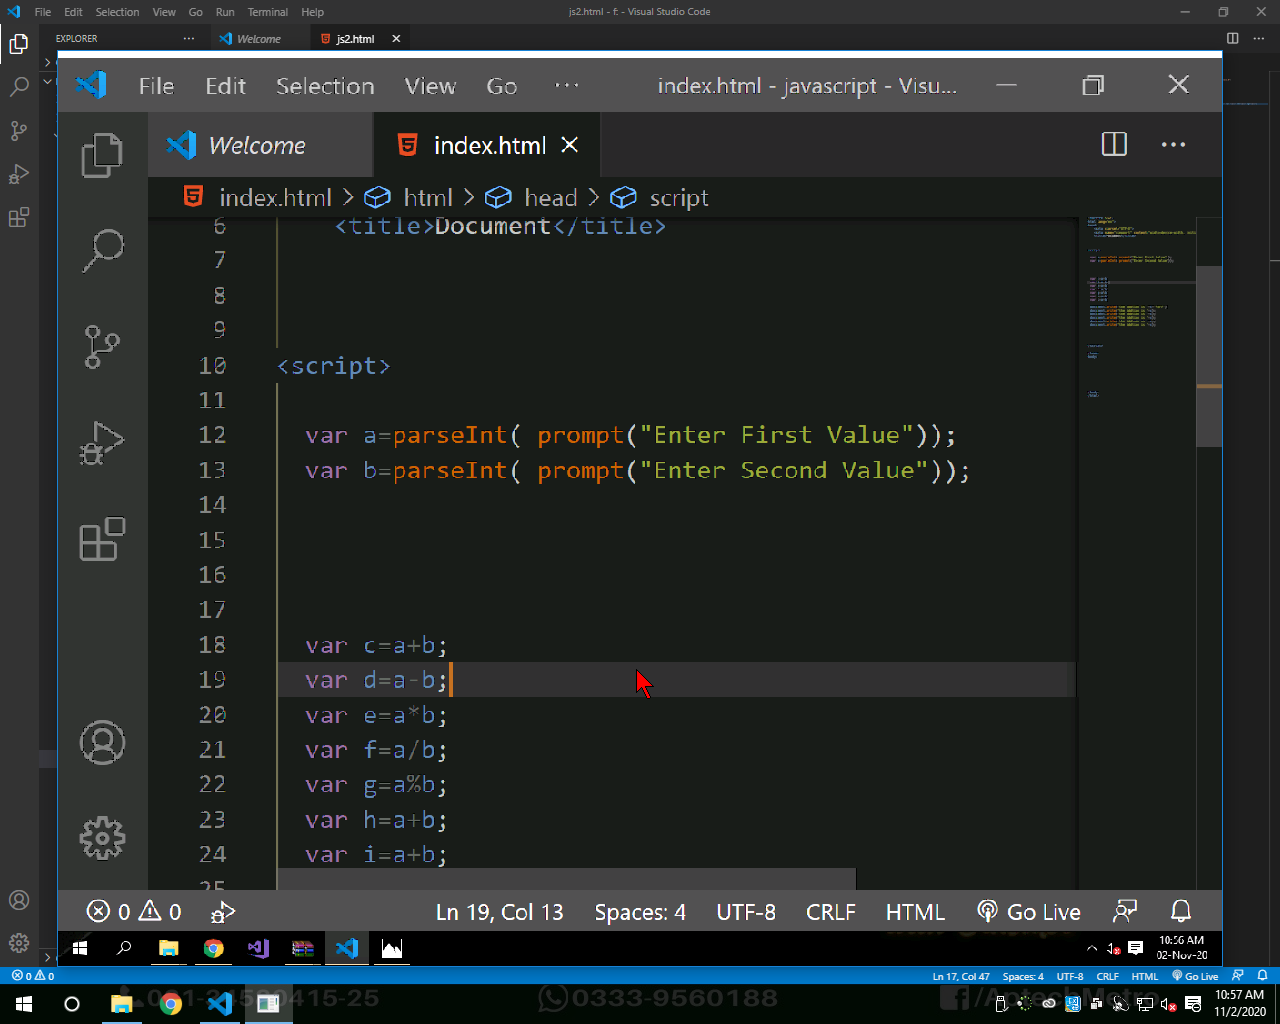 File Edit Selection View Go Run Terminal Help js2.html - f: - Visual Studio Code
EXPLORER ··· Welcome js2.html
File Edit Selection View Go ··· index.html - javascript - Visu...
Welcome index.html
index.html > html > head > script
6 <title>Document</title>
7
8
9
10 <script>
11
12 var a=parseInt( prompt("Enter First Value"));
13 var b=parseInt( prompt("Enter Second Value"));
14
15
16
17
18 var c=a+b;
19 var d=a-b;
20 var e=a*b;
21 var f=a/b;
22 var g=a%b;
23 var h=a+b;
24 var i=a+b;
25
0 0 Ln 19, Col 13 Spaces: 4 UTF-8 CRLF HTML Go Live
10:56 AM
02-Nov-20
0 0 Ln 17, Col 47 Spaces: 4 UTF-8 CRLF HTML Go Live
0333-9560188 /AptechMetro
10:57 AM
11/2/2020